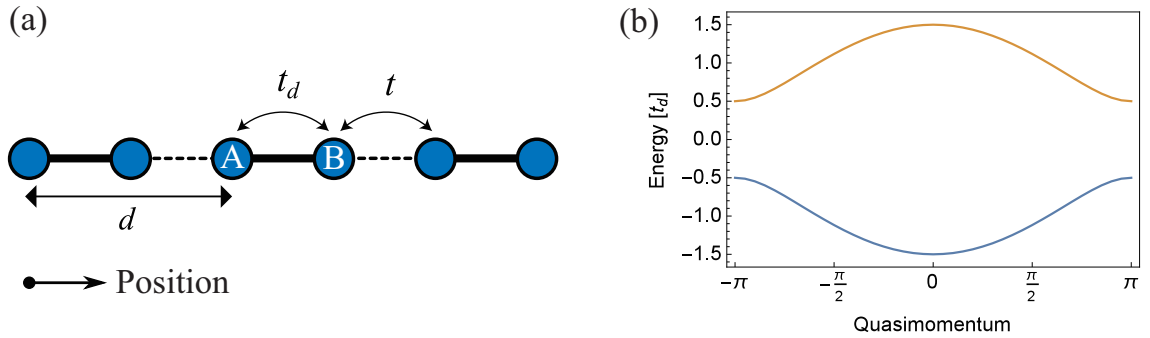 (a)
t_d
t
A
B
d
Position
(b)
Energy [t_d]
1.5
1.0
0.5
0.0
−0.5
−1.0
−1.5
−π
−π/2
0
π/2
π
Quasimomentum